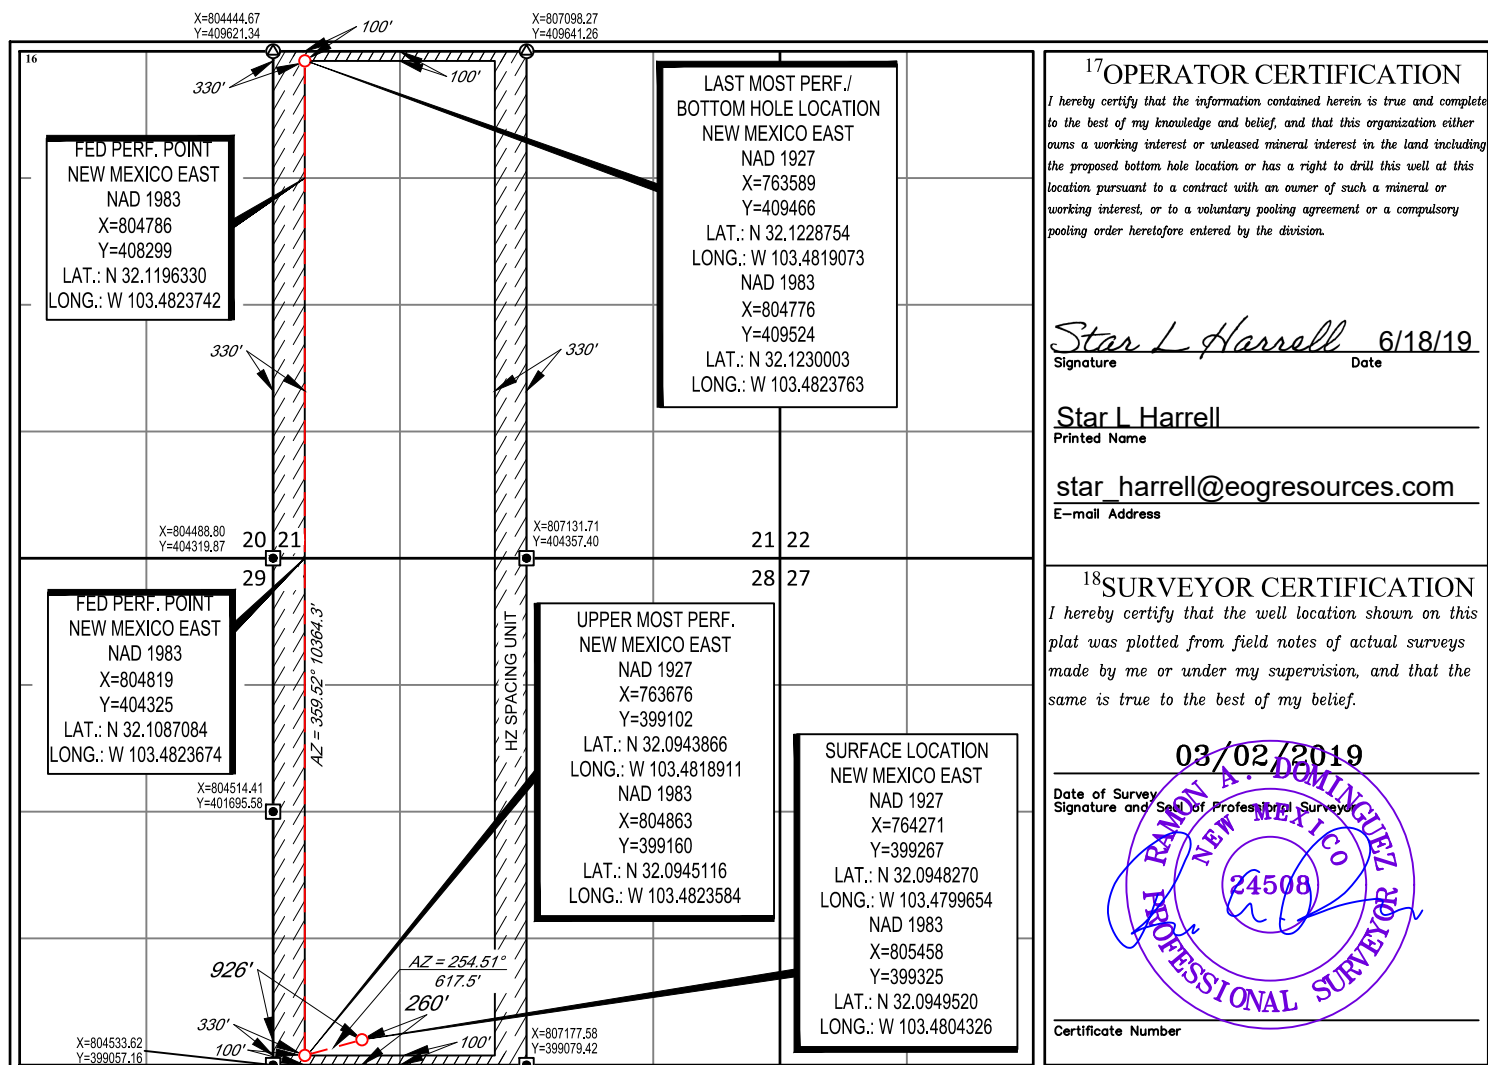 X=804444.67
Y=409621.34
100'
X=807098.27
Y=409641.26
16
330'
100'
FED PERF. POINT
NEW MEXICO EAST
NAD 1983
X=804786
Y=408299
LAT.: N 32.1196330
LONG.: W 103.4823742
LAST MOST PERF./
BOTTOM HOLE LOCATION
NEW MEXICO EAST
NAD 1927
X=763589
Y=409466
LAT.: N 32.1228754
LONG.: W 103.4819073
NAD 1983
X=804776
Y=409524
LAT.: N 32.1230003
LONG.: W 103.4823763
330'
330'
X=804488.80
Y=404319.87
20 21
29
X=807131.71
Y=404357.40
21 22
28 27
FED PERF. POINT
NEW MEXICO EAST
NAD 1983
X=804819
Y=404325
LAT.: N 32.1087084
LONG.: W 103.4823674
AZ = 359.52° 10364.3'
HZ SPACING UNIT
UPPER MOST PERF.
NEW MEXICO EAST
NAD 1927
X=763676
Y=399102
LAT.: N 32.0943866
LONG.: W 103.4818911
NAD 1983
X=804863
Y=399160
LAT.: N 32.0945116
LONG.: W 103.4823584
SURFACE LOCATION
NEW MEXICO EAST
NAD 1927
X=764271
Y=399267
LAT.: N 32.0948270
LONG.: W 103.4799654
NAD 1983
X=805458
Y=399325
LAT.: N 32.0949520
LONG.: W 103.4804326
X=804514.41
Y=401695.58
926'
AZ = 254.51°
617.5'
260'
330'
100'
100'
X=804533.62
Y=399057.16
X=807177.58
Y=399079.42
17 OPERATOR CERTIFICATION
I hereby certify that the information contained herein is true and complete
to the best of my knowledge and belief, and that this organization either
owns a working interest or unleased mineral interest in the land including
the proposed bottom hole location or has a right to drill this well at this
location pursuant to a contract with an owner of such a mineral or
working interest, or to a voluntary pooling agreement or a compulsory
pooling order heretofore entered by the division.
Star L Harrell 6/18/19
Signature Date
Star L Harrell
Printed Name
star_harrell@eogresources.com
E-mail Address
18 SURVEYOR CERTIFICATION
I hereby certify that the well location shown on this
plat was plotted from field notes of actual surveys
made by me or under my supervision, and that the
same is true to the best of my belief.
03/02/2019
Date of Survey
Signature and Seal of Professional Surveyor
RAMON A. DOMINGUEZ
NEW MEXICO
24508
PROFESSIONAL SURVEYOR
Certificate Number